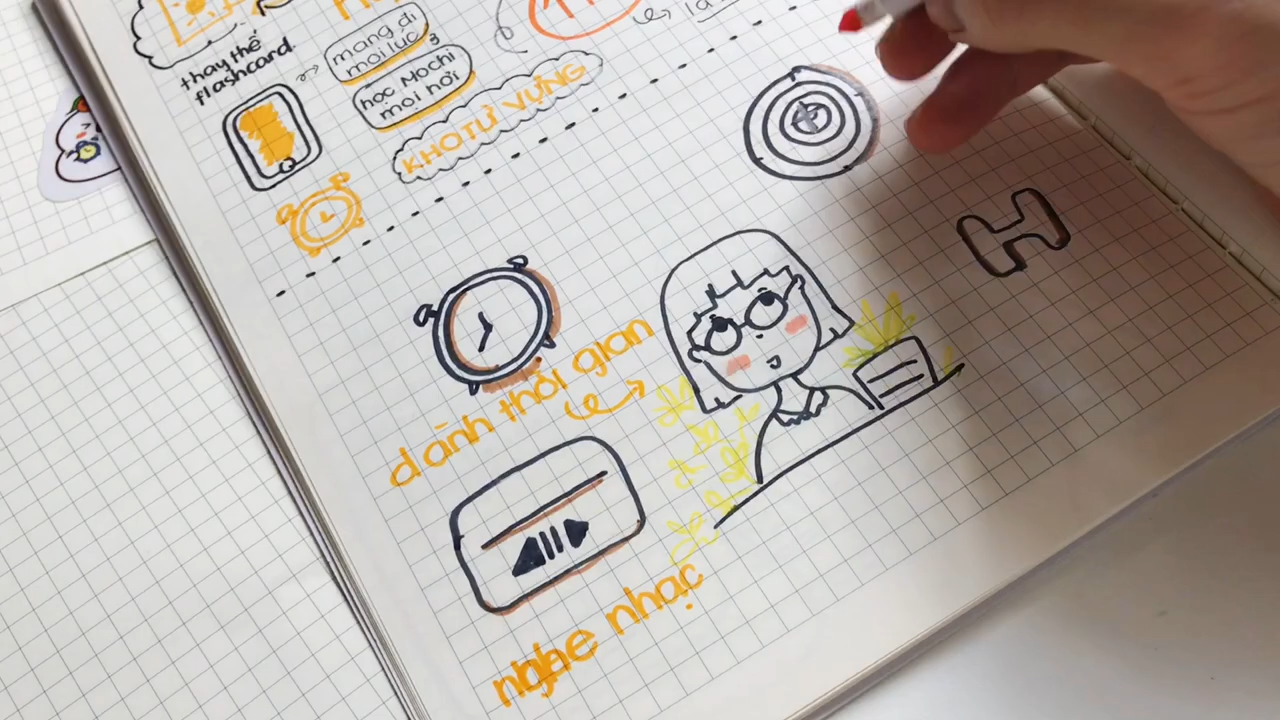 thay thế
flashcard.
mang đi
mọi lúc
học Mochi
mọi nơi
KHO TỪ VỰNG
dành thời gian
nghe nhạc